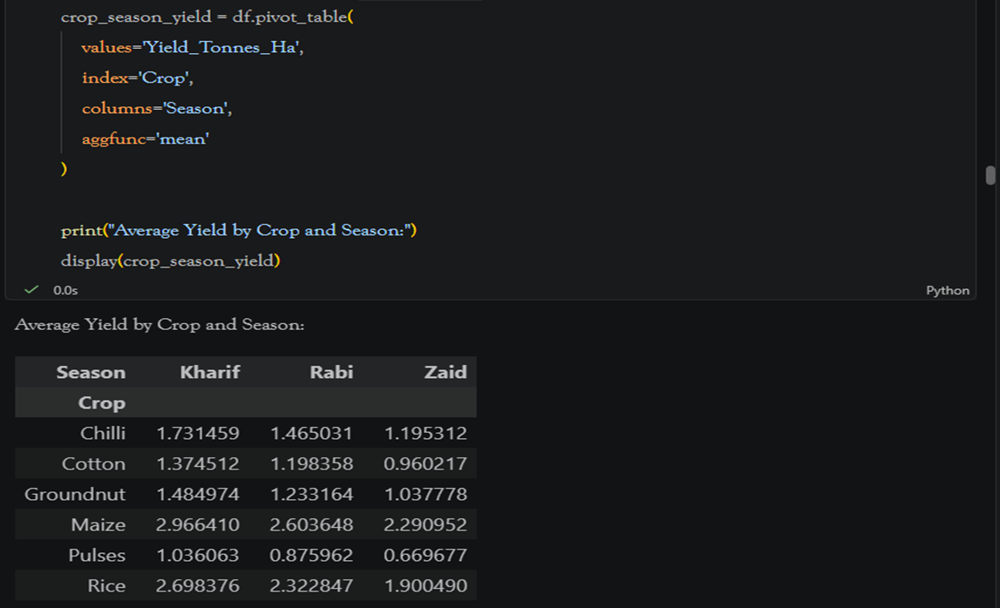 crop_season_yield = df.pivot_table(
values='Yield_Tonnes_Ha',
index='Crop',
columns='Season',
aggfunc='mean'
)
print("Average Yield by Crop and Season:")
display(crop_season_yield)
0.0s Python
Average Yield by Crop and Season:
Season Kharif Rabi Zaid
Crop
Chilli 1.731459 1.465031 1.195312
Cotton 1.374512 1.198358 0.960217
Groundnut 1.484974 1.233164 1.037778
Maize 2.966410 2.603648 2.290952
Pulses 1.036063 0.875962 0.669677
Rice 2.698376 2.322847 1.900490